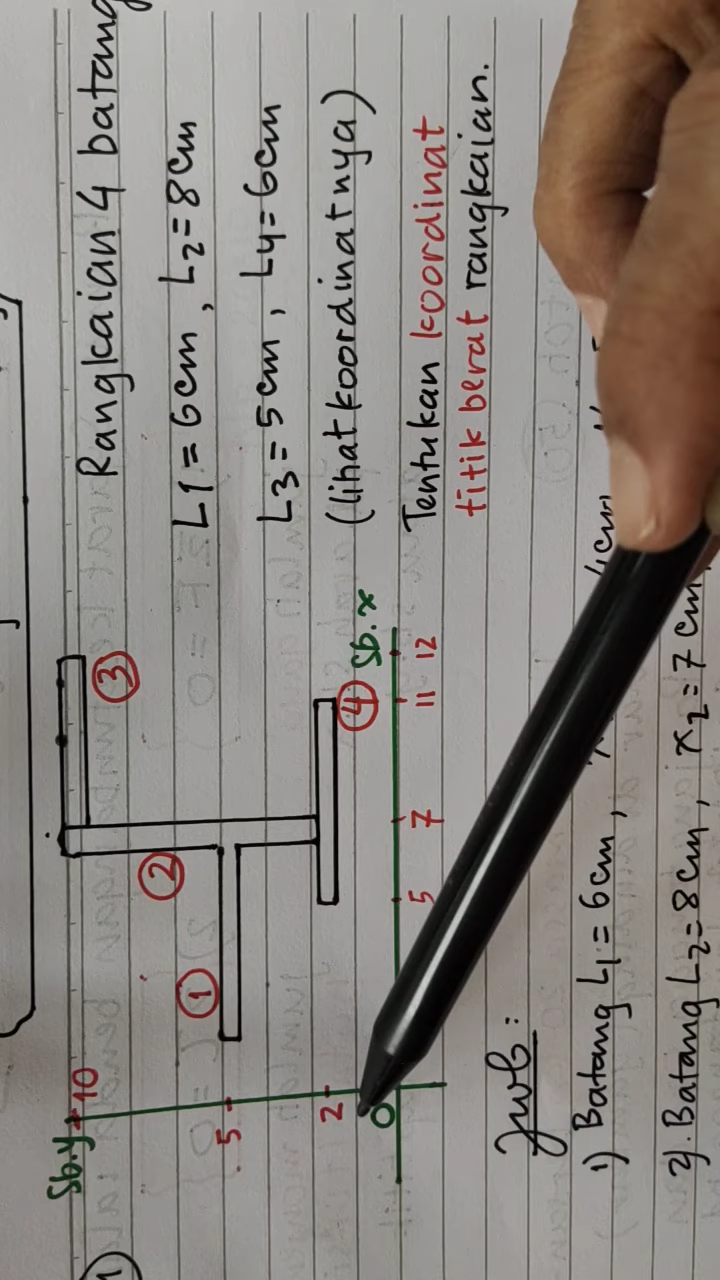 Rangkaian 4 batang
L1 = 6cm , L2 = 8cm
L3 = 5cm , L4 = 6cm
(lihat koordinatnya)
Tentukan koordinat
titik berat rangkaian.
Sb.y
10
5
2
0
5
7
11
12
Sb.x
1
2
3
4
Jwb :
1) Batang L1 = 6cm , 4cm
2) Batang L2 = 8cm , x2 = 7cm